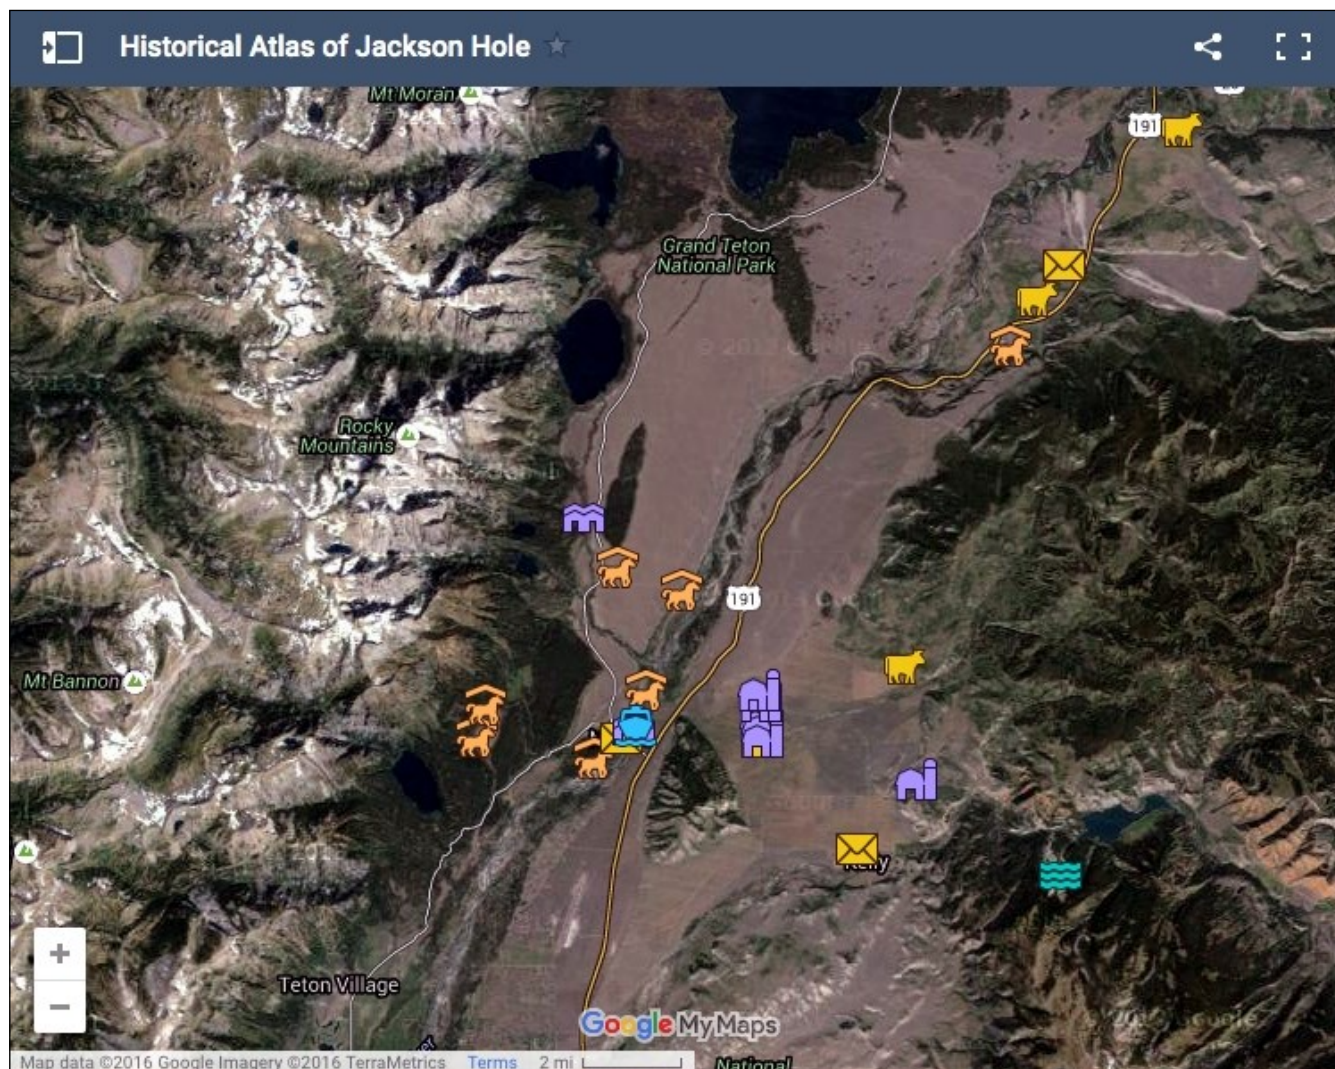 Historical Atlas of Jackson Hole
Mt Moran
191
Grand Teton
National Park
Rocky
Mountains
191
Mt Bannon
Kelly
Teton Village
Google My Maps
Map data ©2016 Google Imagery ©2016 TerraMetrics Terms 2 mi
National